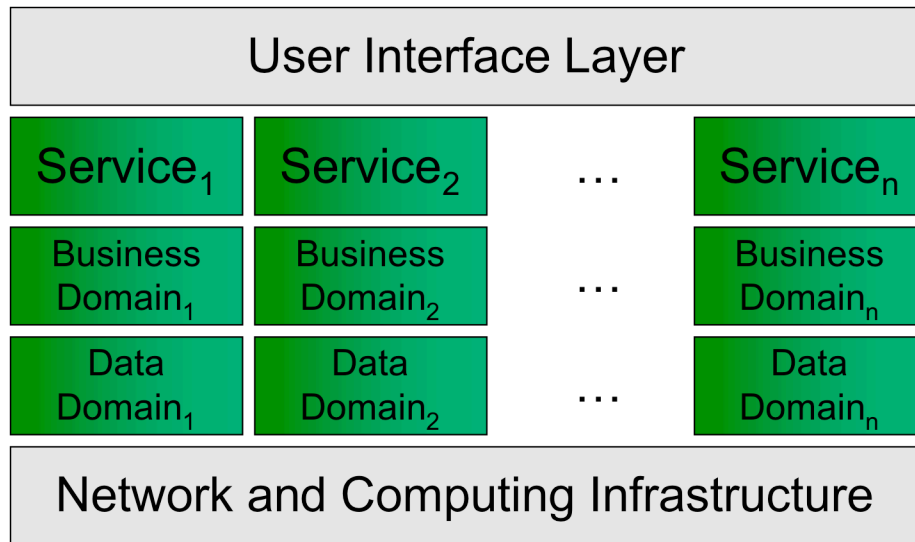 User Interface Layer
Service₁ Service₂ ... Serviceₙ
Business Business Business
Domain₁ Domain₂ ... Domainₙ
Data Data Data
Domain₁ Domain₂ ... Domainₙ
Network and Computing Infrastructure